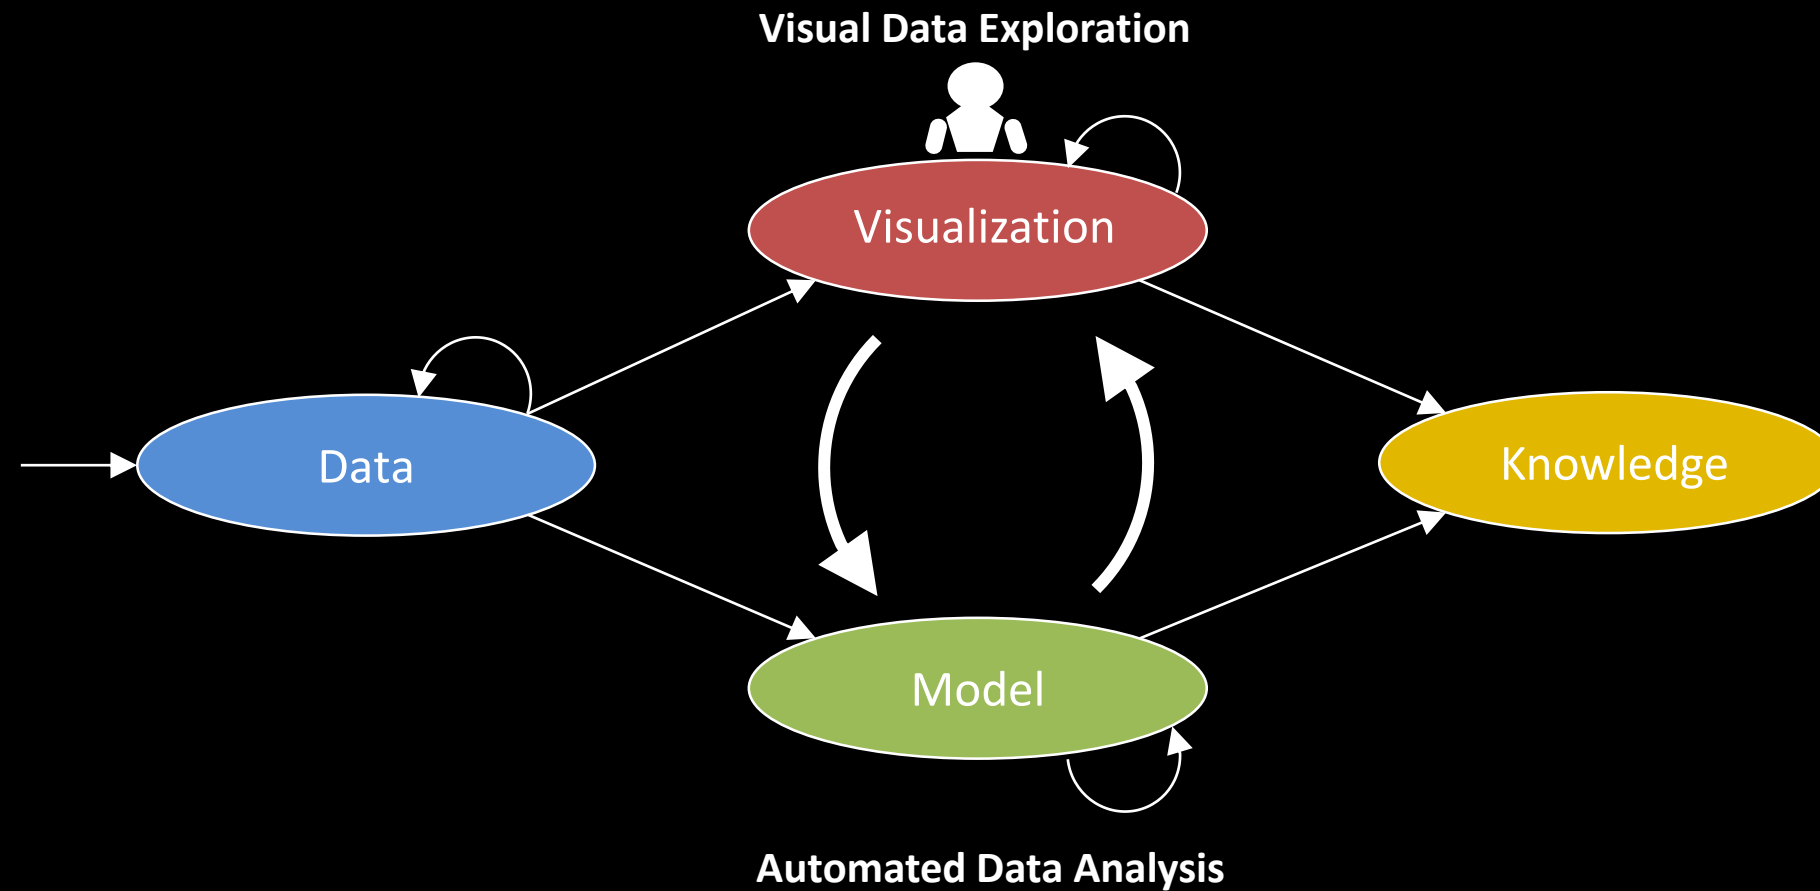 Visual Data Exploration
Visualization
Data
Knowledge
Model
Automated Data Analysis